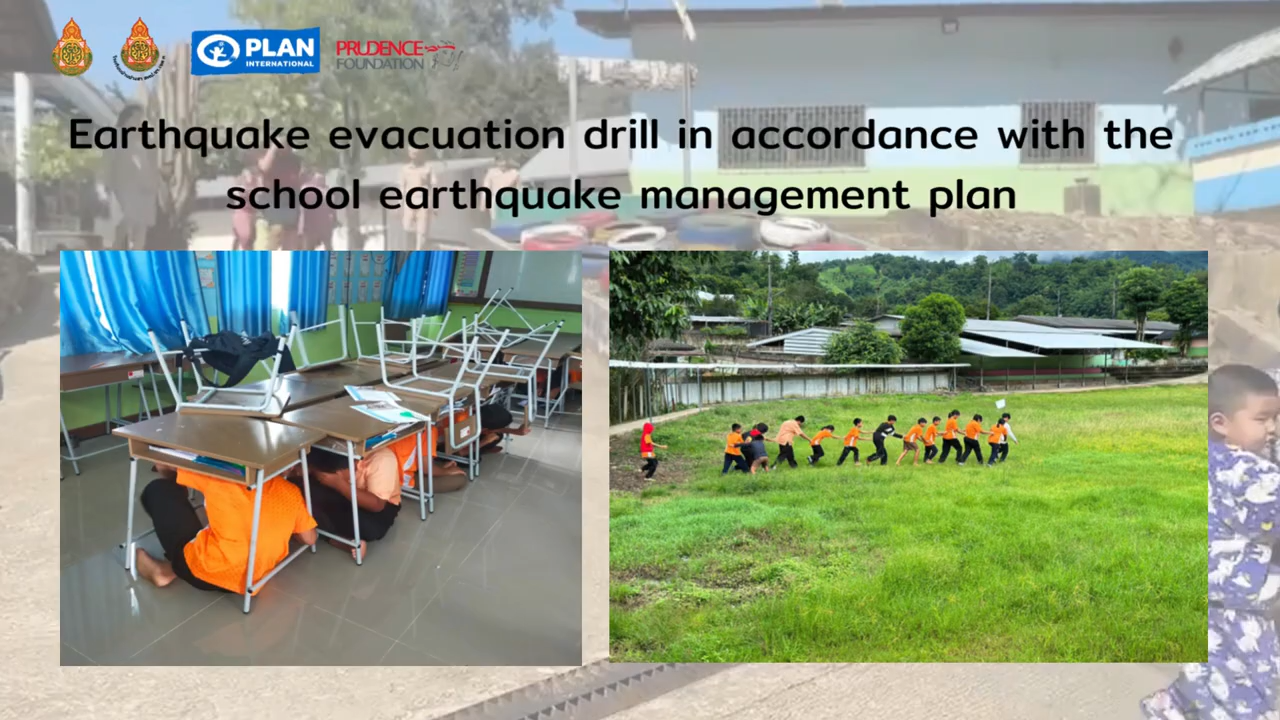 PLAN
INTERNATIONAL
PRUDENCE
FOUNDATION
Earthquake evacuation drill in accordance with the
school earthquake management plan